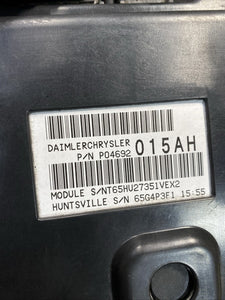 DAIMLERCHRYSLER
P/N P04692 015AH
MODULE S/NT65HU27351VEX2
HUNTSVILLE S/N 65G4P3F1 15:55